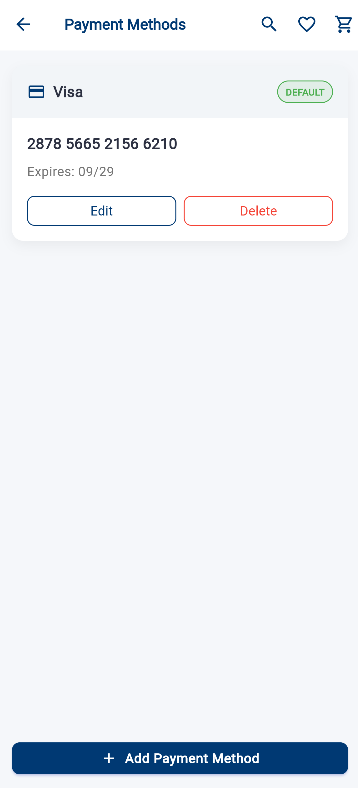 Payment Methods
Visa
DEFAULT
2878 5665 2156 6210
Expires: 09/29
Edit
Delete
+ Add Payment Method